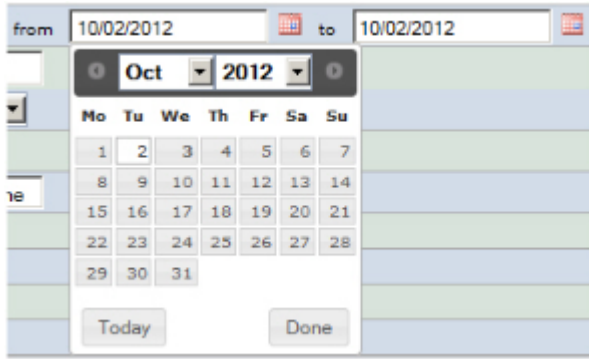 from 10/02/2012 to 10/02/2012
Oct 2012
Mo Tu We Th Fr Sa Su
1 2 3 4 5 6 7
8 9 10 11 12 13 14
ne
15 16 17 18 19 20 21
22 23 24 25 26 27 28
29 30 31
Today Done